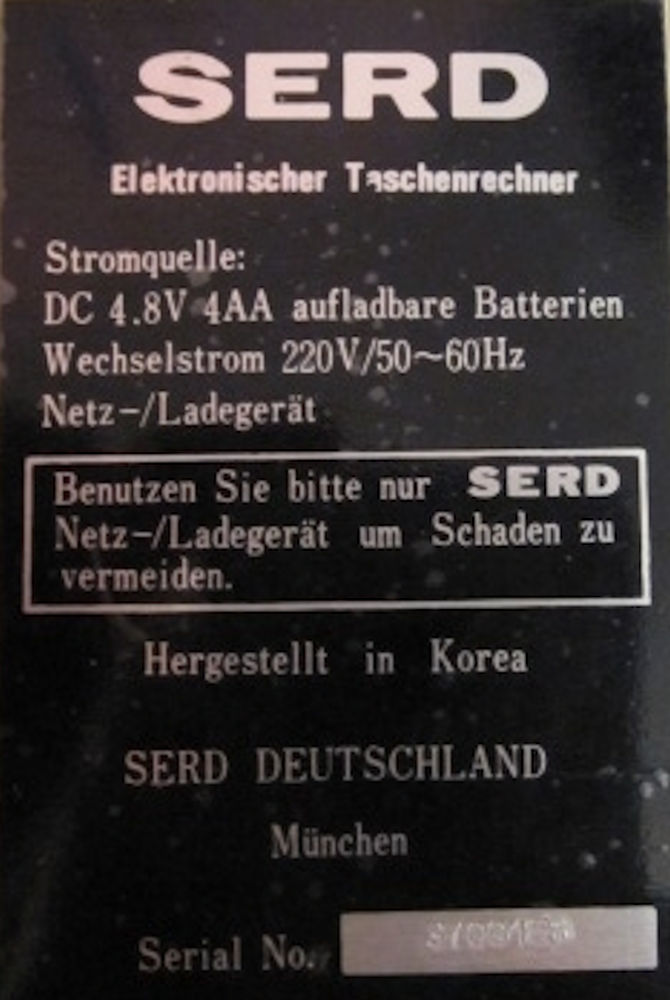 SERD
Elektronischer Taschenrechner
Stromquelle:
DC 4.8V 4AA aufladbare Batterien
Wechselstrom 220V/50~60Hz
Netz-/Ladegerät
Benutzen Sie bitte nur SERD
Netz-/Ladegerät um Schaden zu
vermeiden.
Hergestellt in Korea
SERD DEUTSCHLAND
München
Serial No.